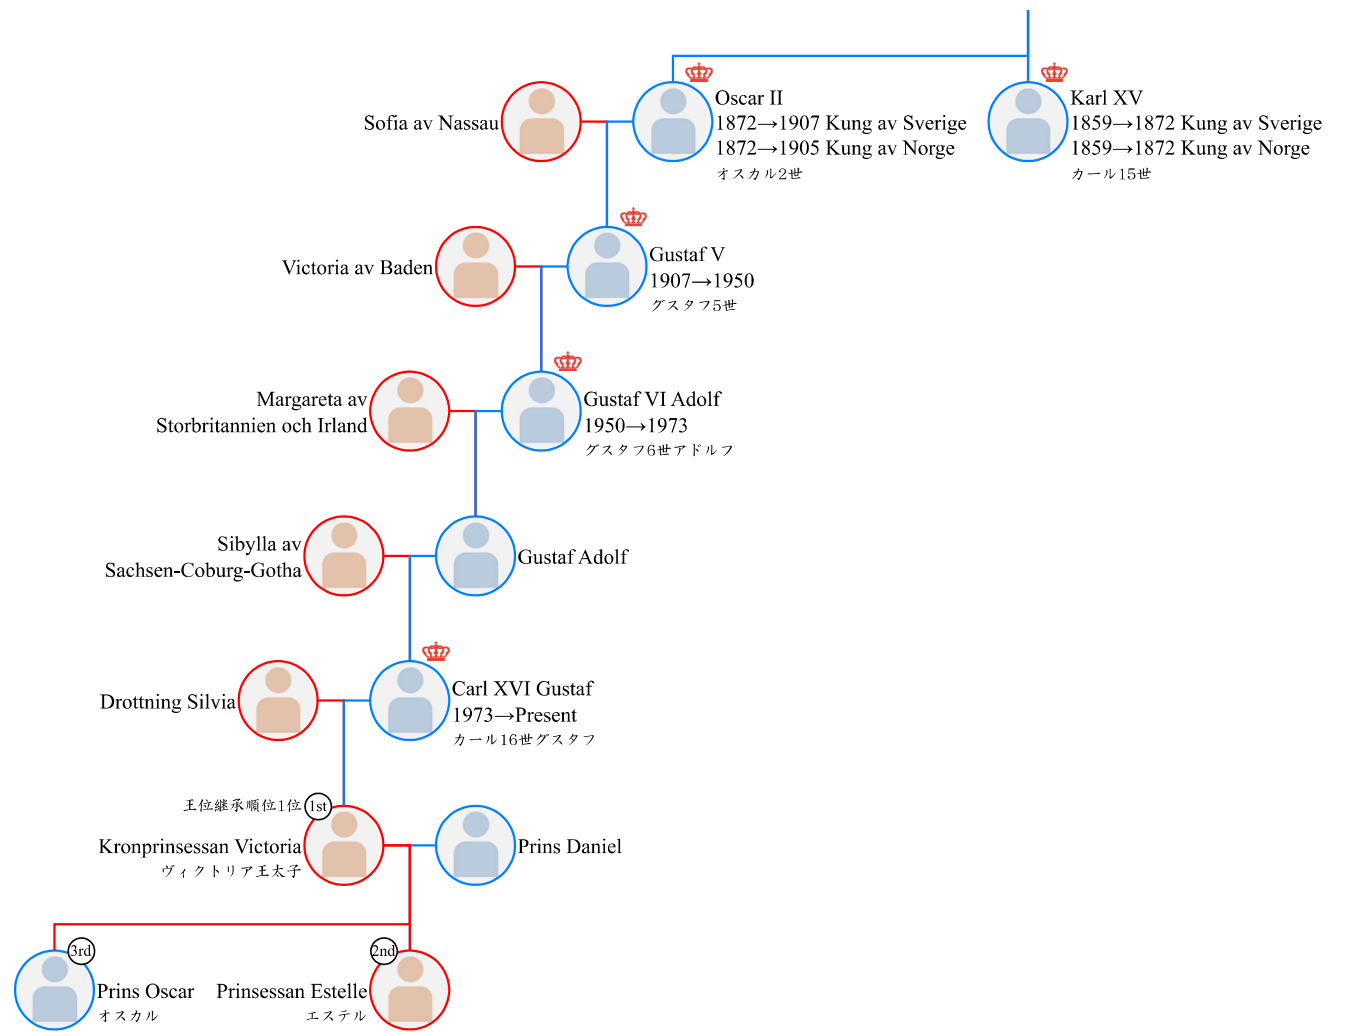 Sofia av Nassau
Oscar II
1872→1907 Kung av Sverige
1872→1905 Kung av Norge
オスカル2世
Karl XV
1859→1872 Kung av Sverige
1859→1872 Kung av Norge
カール15世
Victoria av Baden
Gustaf V
1907→1950
グスタフ5世
Margareta av
Storbritannien och Irland
Gustaf VI Adolf
1950→1973
グスタフ6世アドルフ
Sibylla av
Sachsen-Coburg-Gotha
Gustaf Adolf
Drottning Silvia
Carl XVI Gustaf
1973→Present
カール16世グスタフ
王位継承順位1位
1st
Kronprinsessan Victoria
ヴィクトリア王太子
Prins Daniel
3rd
Prins Oscar
オスカル
2nd
Prinsessan Estelle
エステル